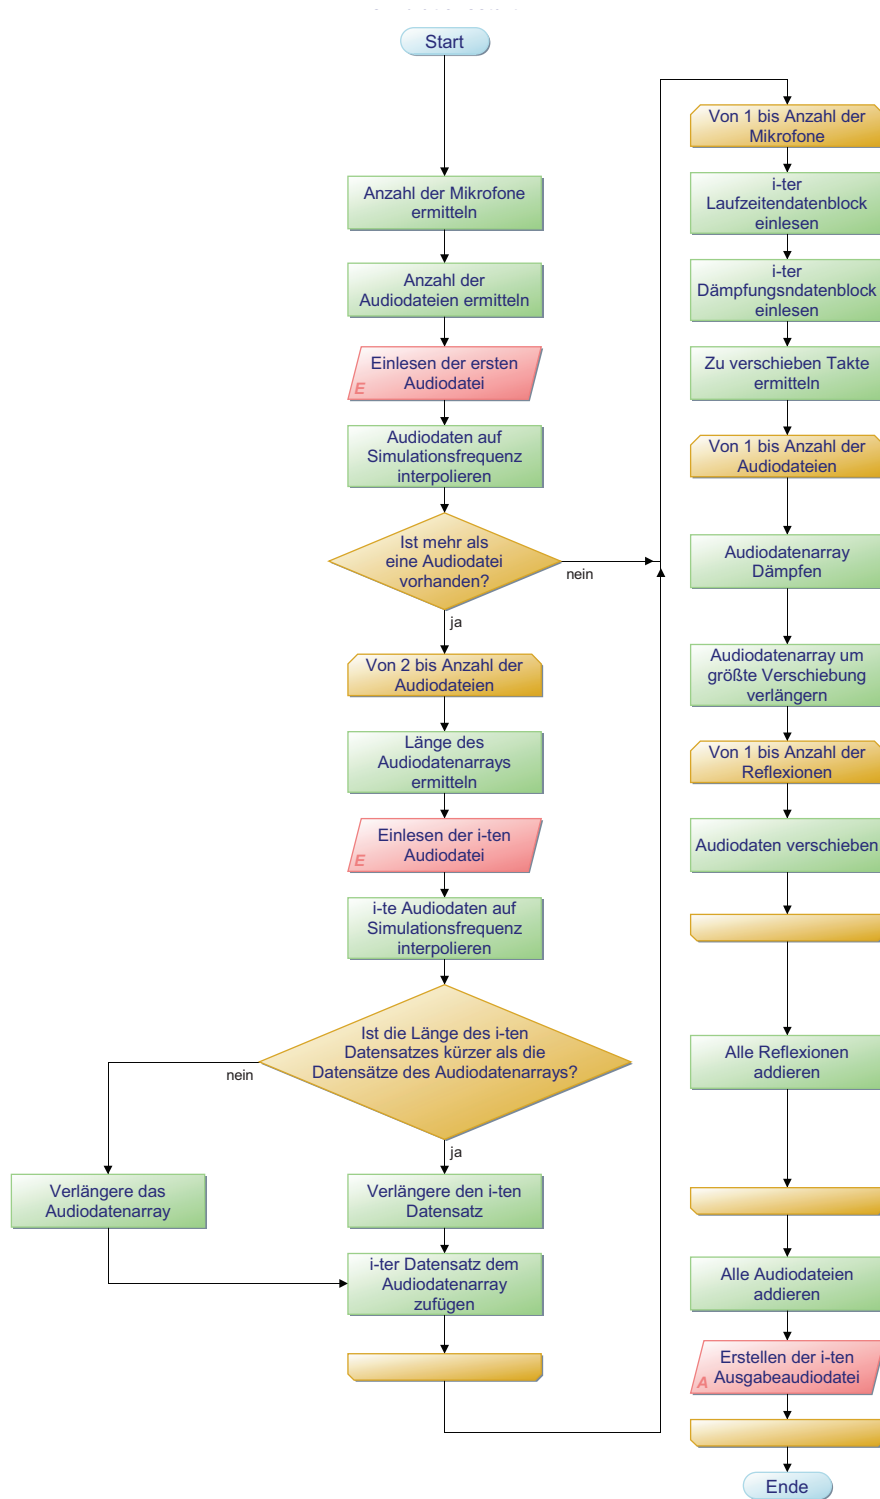 Start
Anzahl der Mikrofone
ermitteln
Anzahl der
Audiodateien ermitteln
Einlesen der ersten
Audiodatei
E
Audiodaten auf
Simulationsfrequenz
interpolieren
Ist mehr als
eine Audiodatei
vorhanden?
nein
ja
Von 2 bis Anzahl der
Audiodateien
Länge des
Audiodatenarrays
ermitteln
Einlesen der i-ten
Audiodatei
E
i-te Audiodaten auf
Simulationsfrequenz
interpolieren
Ist die Länge des i-ten
Datensatzes kürzer als die
Datensätze des Audiodatenarrays?
nein
ja
Verlängere das
Audiodatenarray
Verlängere den i-ten
Datensatz
i-ter Datensatz dem
Audiodatenarray
zufügen
Von 1 bis Anzahl der
Mikrofone
i-ter
Laufzeitendatenblock
einlesen
i-ter
Dämpfungsndatenblock
einlesen
Zu verschieben Takte
ermitteln
Von 1 bis Anzahl der
Audiodateien
Audiodatenarray
Dämpfen
Audiodatenarray um
größte Verschiebung
verlängern
Von 1 bis Anzahl der
Reflexionen
Audiodaten verschieben
Alle Reflexionen
addieren
Alle Audiodateien
addieren
Erstellen der i-ten
Ausgabeaudiodatei
A
Ende